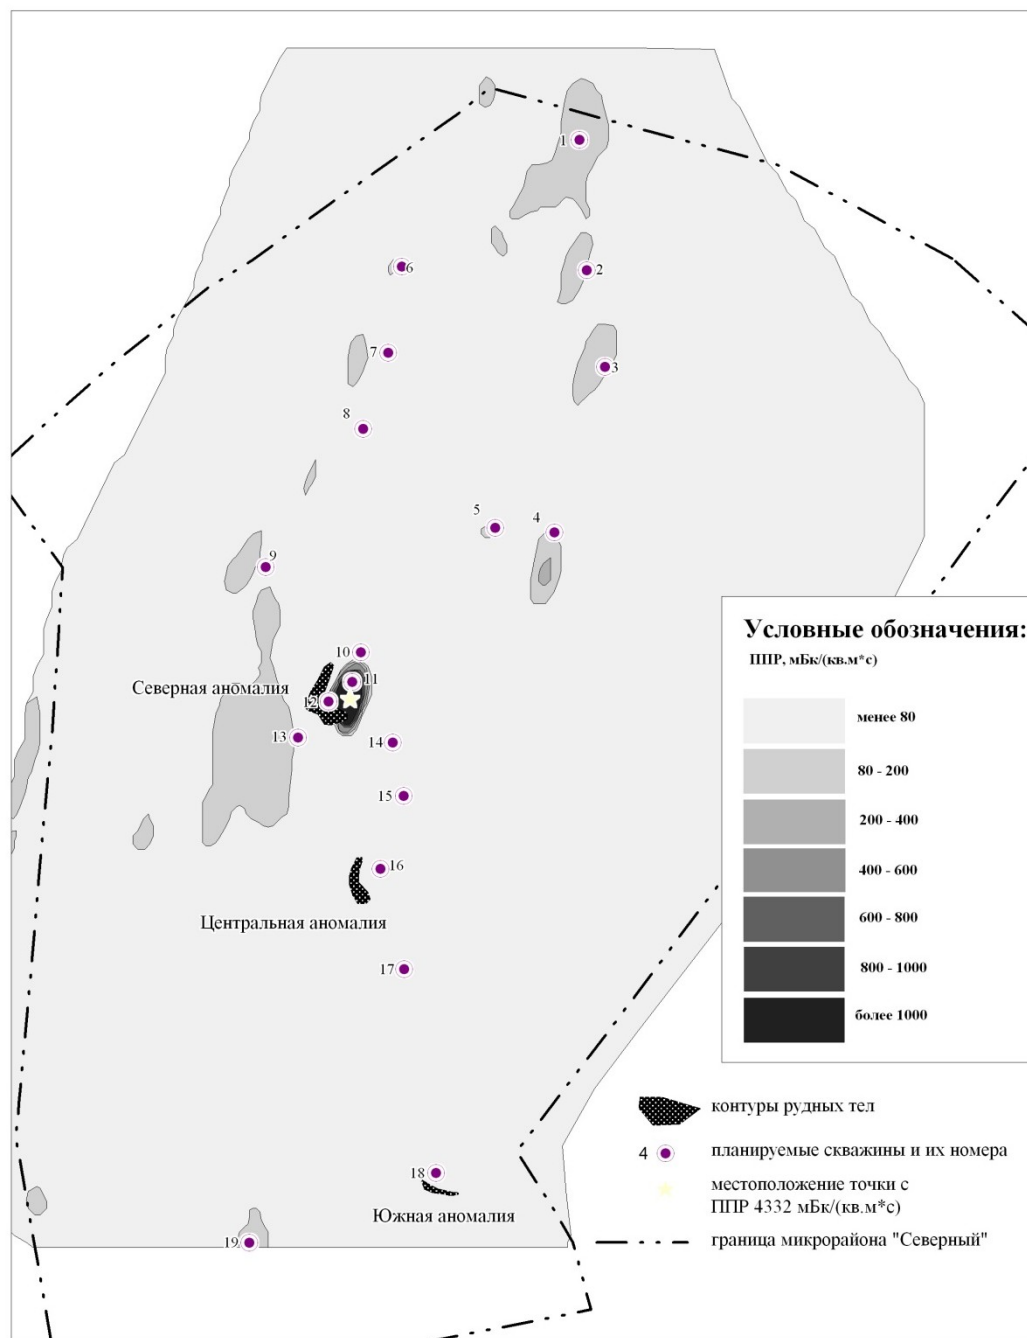 1
2
6
7
3
8
5
4
9
10
Северная аномалия
11
12
13
14
15
16
Центральная аномалия
17
18
Южная аномалия
19
Условные обозначения:
ППР, мБк/(кв.м*с)
менее 80
80 - 200
200 - 400
400 - 600
600 - 800
800 - 1000
более 1000
контуры рудных тел
4 планируемые скважины и их номера
местоположение точки с
ППР 4332 мБк/(кв.м*с)
граница микрорайона "Северный"